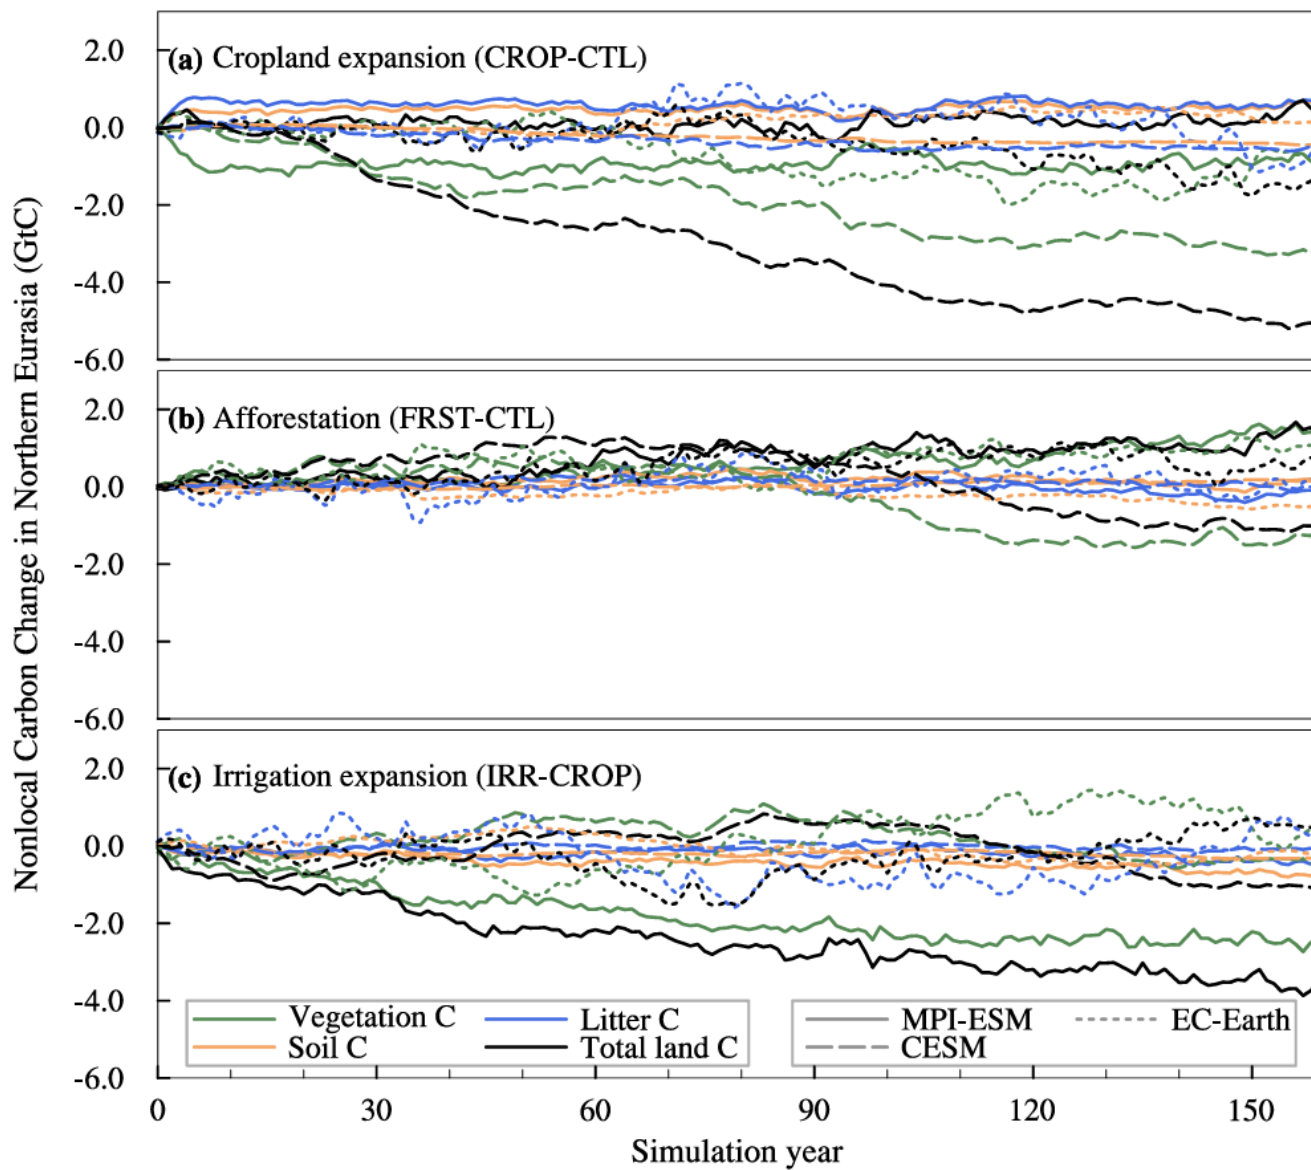 Nonlocal Carbon Change in Northern Eurasia (GtC)
(a) Cropland expansion (CROP-CTL)
2.0
0.0
-2.0
-4.0
-6.0
(b) Afforestation (FRST-CTL)
2.0
0.0
-2.0
-4.0
-6.0
(c) Irrigation expansion (IRR-CROP)
2.0
0.0
-2.0
-4.0
-6.0
Vegetation C Litter C
Soil C Total land C
MPI-ESM EC-Earth
CESM
0 30 60 90 120 150
Simulation year